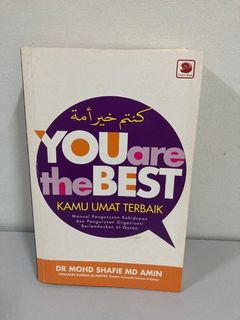 كنتم خير أمة
YOU are
the BEST
KAMU UMAT TERBAIK
Manual Pengurusan Kehidupan
dan Pengurusan Organisasi
Berlandaskan al-Quran
DR MOHD SHAFIE MD AMIN